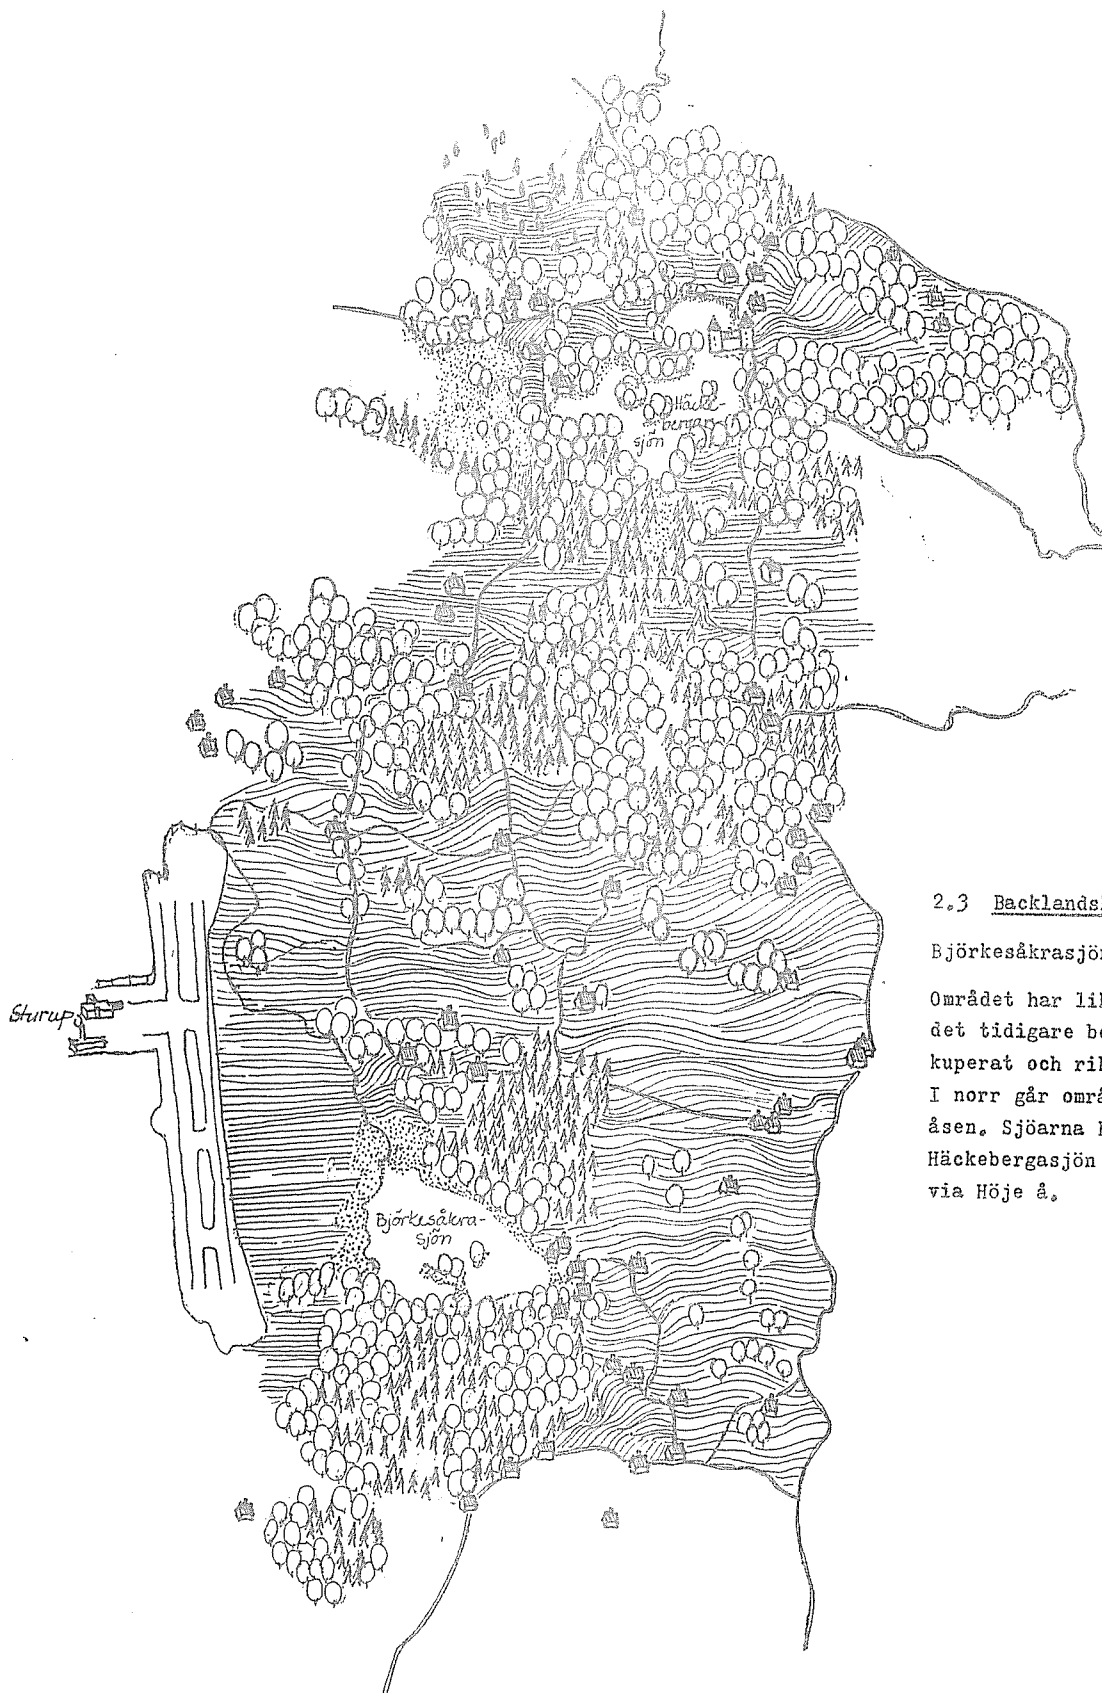 Häcke-
berga
sjön
2.3 Backlands
Björkesåkrasjön
Området har lik
det tidigare be
kuperat och rik
I norr går områ
åsen. Sjöarna
Häckebergasjön
via Höje å.
Sturup
Björkesåkra-
sjön